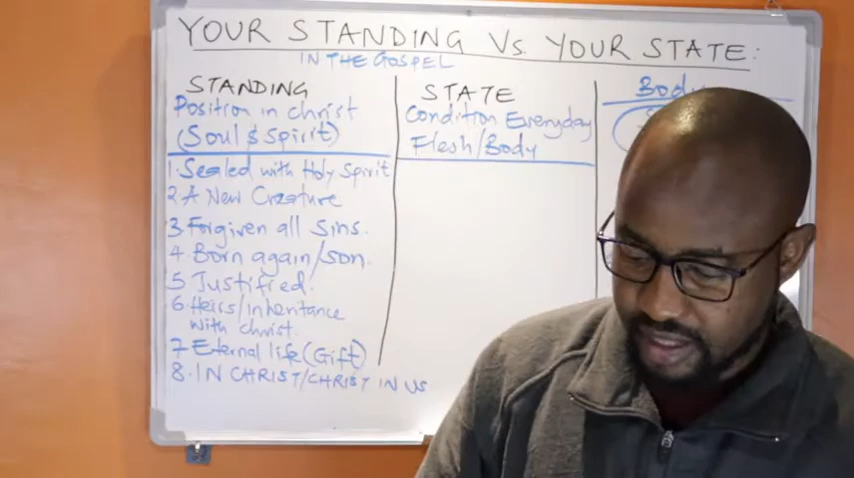 YOUR STANDING Vs. YOUR STATE:
IN THE GOSPEL
STANDING
Position in christ
(Soul & Spirit)
1. Sealed with Holy Spirit
2 A New Creature
3 Forgiven all Sins.
4 Born again/son.
5 Justified.
6 Heirs/Inheritance
with christ.
7 Eternal life (Gift)
8. IN CHRIST/CHRIST IN US
STATE
Condition Everyday
Flesh/Body
Body